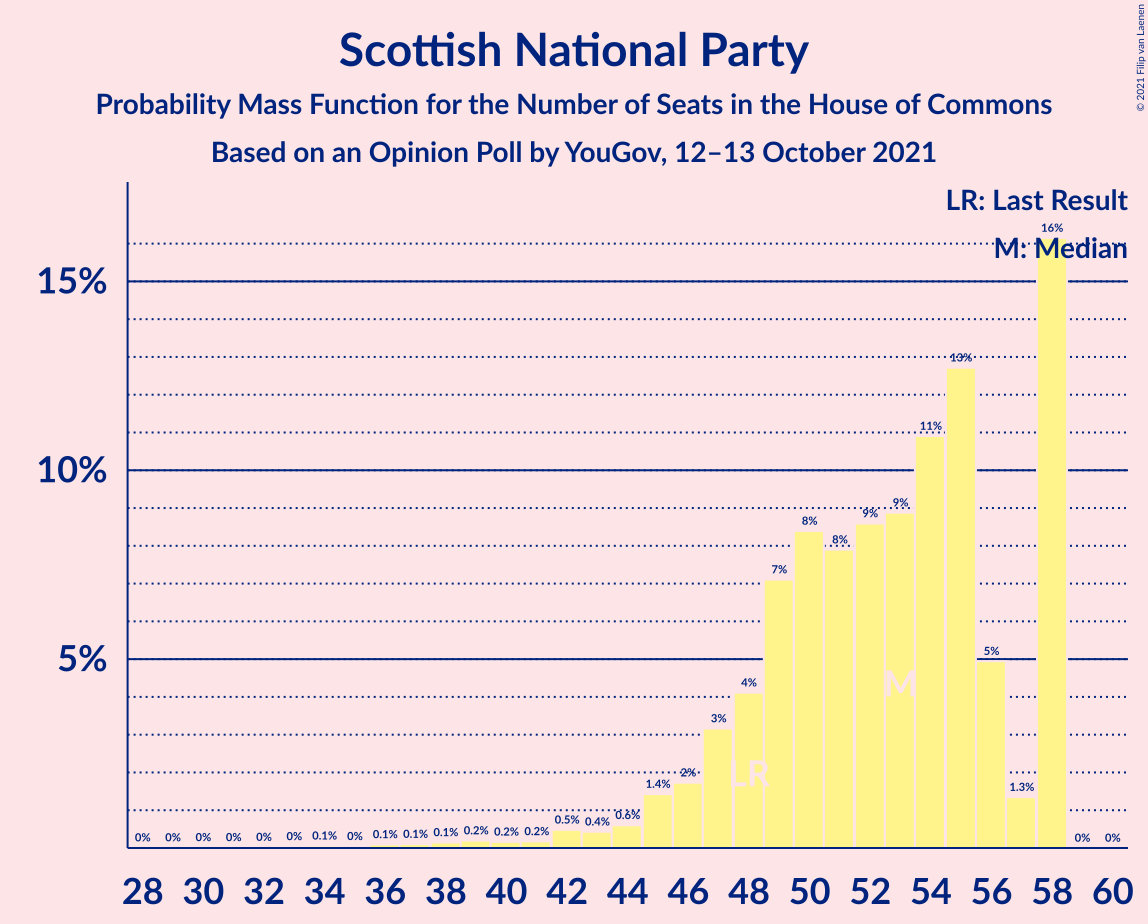 Scottish National Party
Probability Mass Function for the Number of Seats in the House of Commons
Based on an Opinion Poll by YouGov, 12–13 October 2021
© 2021 Filip van Laenen
LR: Last Result
M: Median
15%
10%
5%
0% 0% 0% 0% 0% 0% 0.1% 0% 0.1% 0.1% 0.1% 0.2% 0.2% 0.2% 0.5% 0.4% 0.6% 1.4% 2% 3% 4% 7% 8% 8% 9% 9% 11% 13% 5% 1.3% 16% 0% 0%
LR
M
28 30 32 34 36 38 40 42 44 46 48 50 52 54 56 58 60